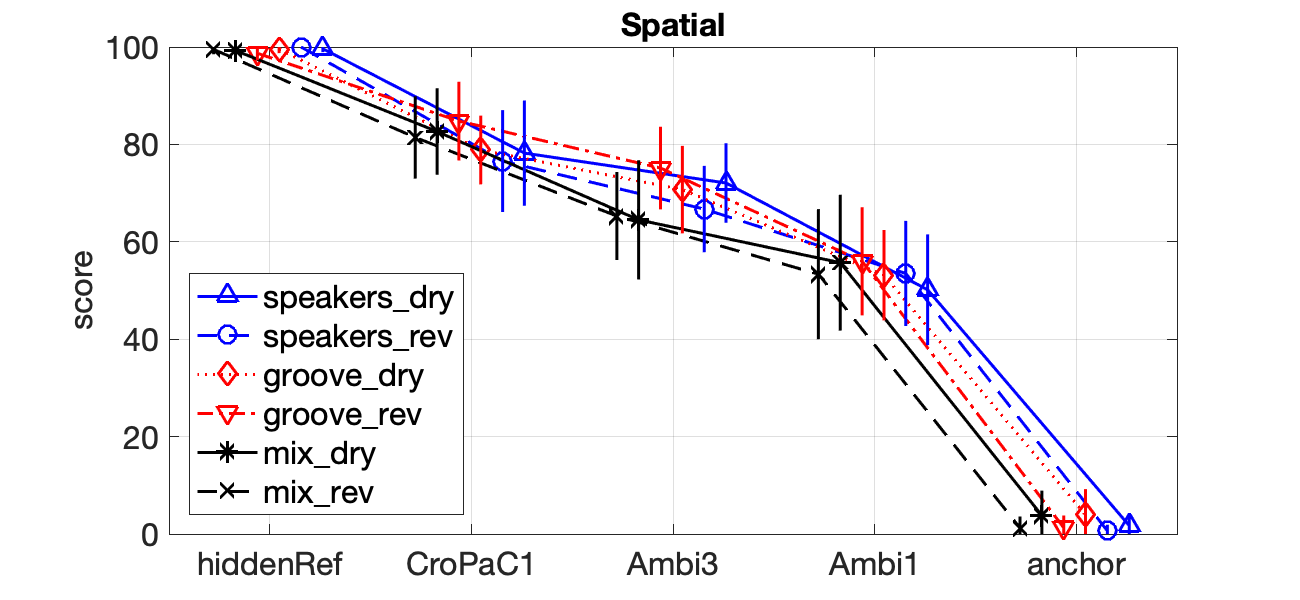 Spatial
100
80
60
40
20
0
score
speakers_dry
speakers_rev
groove_dry
groove_rev
mix_dry
mix_rev
hiddenRef CroPaC1 Ambi3 Ambi1 anchor